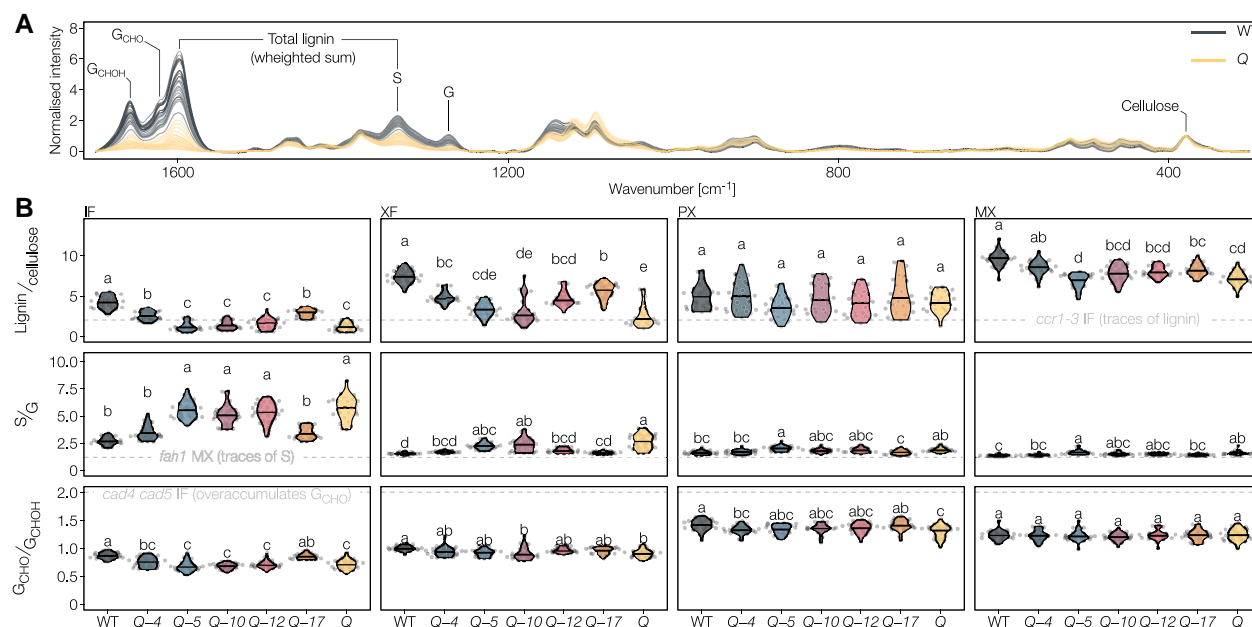 A
Normalised intensity
8
6
4
2
0
G_CHOH
G_CHO
Total lignin
(wheighted sum)
S
G
Cellulose
WT
Q
1600
1200
800
400
Wavenumber [cm⁻¹]
B
IF
XF
PX
MX
Lignin/cellulose
10
5
0
a b c c c b c
a bc cde de bcd b e
a a a a a a a
a ab d bcd bcd bc cd
ccr1-3 IF (traces of lignin)
S/G
10.0
7.5
5.0
2.5
0
b b a a a b a
d bcd abc ab bcd cd a
bc bc a abc abc c ab
c bc a abc abc bc ab
fah1 MX (traces of S)
G_CHO/G_CHOH
2.0
1.5
1.0
0.5
0
cad4 cad5 IF (overaccumulates G_CHO)
a bc c c c ab c
a ab ab b ab ab b
a bc abc abc abc ab c
a a a a a a a
WT Q-4 Q-5 Q-10 Q-12 Q-17 Q
WT Q-4 Q-5 Q-10 Q-12 Q-17 Q
WT Q-4 Q-5 Q-10 Q-12 Q-17 Q
WT Q-4 Q-5 Q-10 Q-12 Q-17 Q